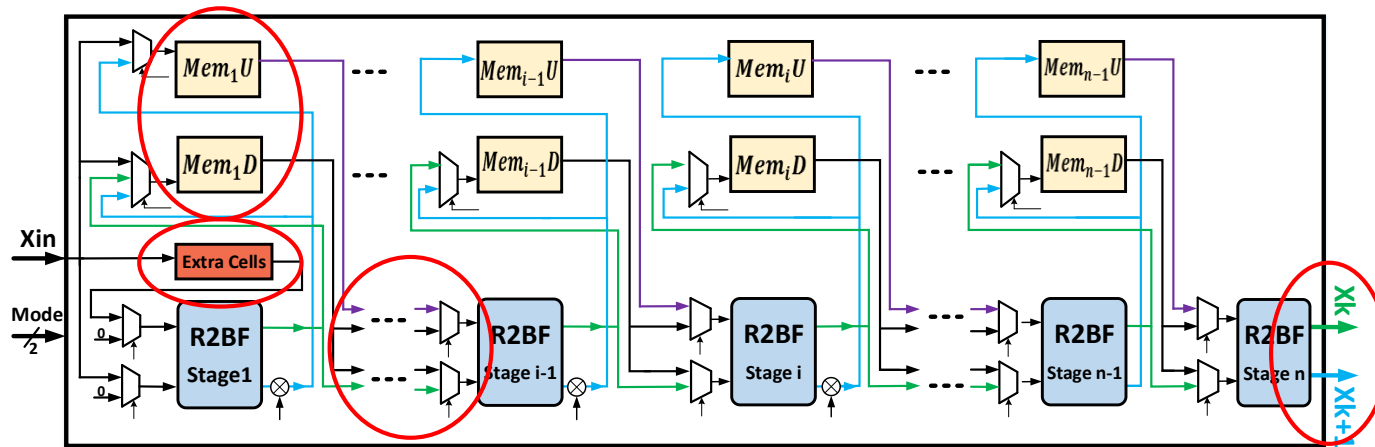 Mem₁U
Memᵢ₋₁U
MemᵢU
Memₙ₋₁U
Mem₁D
Memᵢ₋₁D
MemᵢD
Memₙ₋₁D
Xin
Extra Cells
Mode
2
0
0
R2BF
Stage1
R2BF
Stage i-1
R2BF
Stage i
R2BF
Stage n-1
R2BF
Stage n
Xk
Xk+1